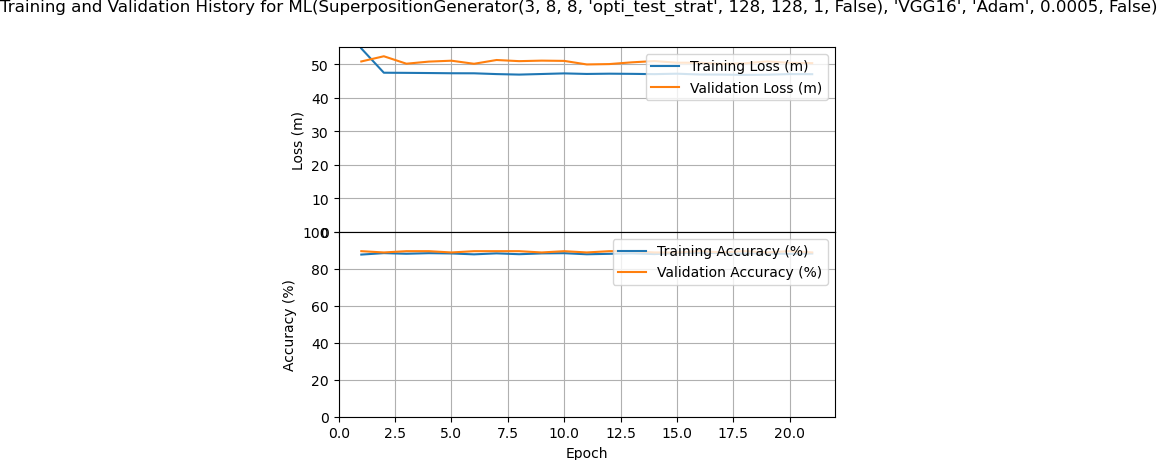 Training and Validation History for ML(SuperpositionGenerator(3, 8, 8, 'opti_test_strat', 128, 128, 1, False), 'VGG16', 'Adam', 0.0005, False)
50
40
30
20
10
0
Loss (m)
Training Loss (m)
Validation Loss (m)
100
80
60
40
20
0
Accuracy (%)
Training Accuracy (%)
Validation Accuracy (%)
0.0 2.5 5.0 7.5 10.0 12.5 15.0 17.5 20.0
Epoch